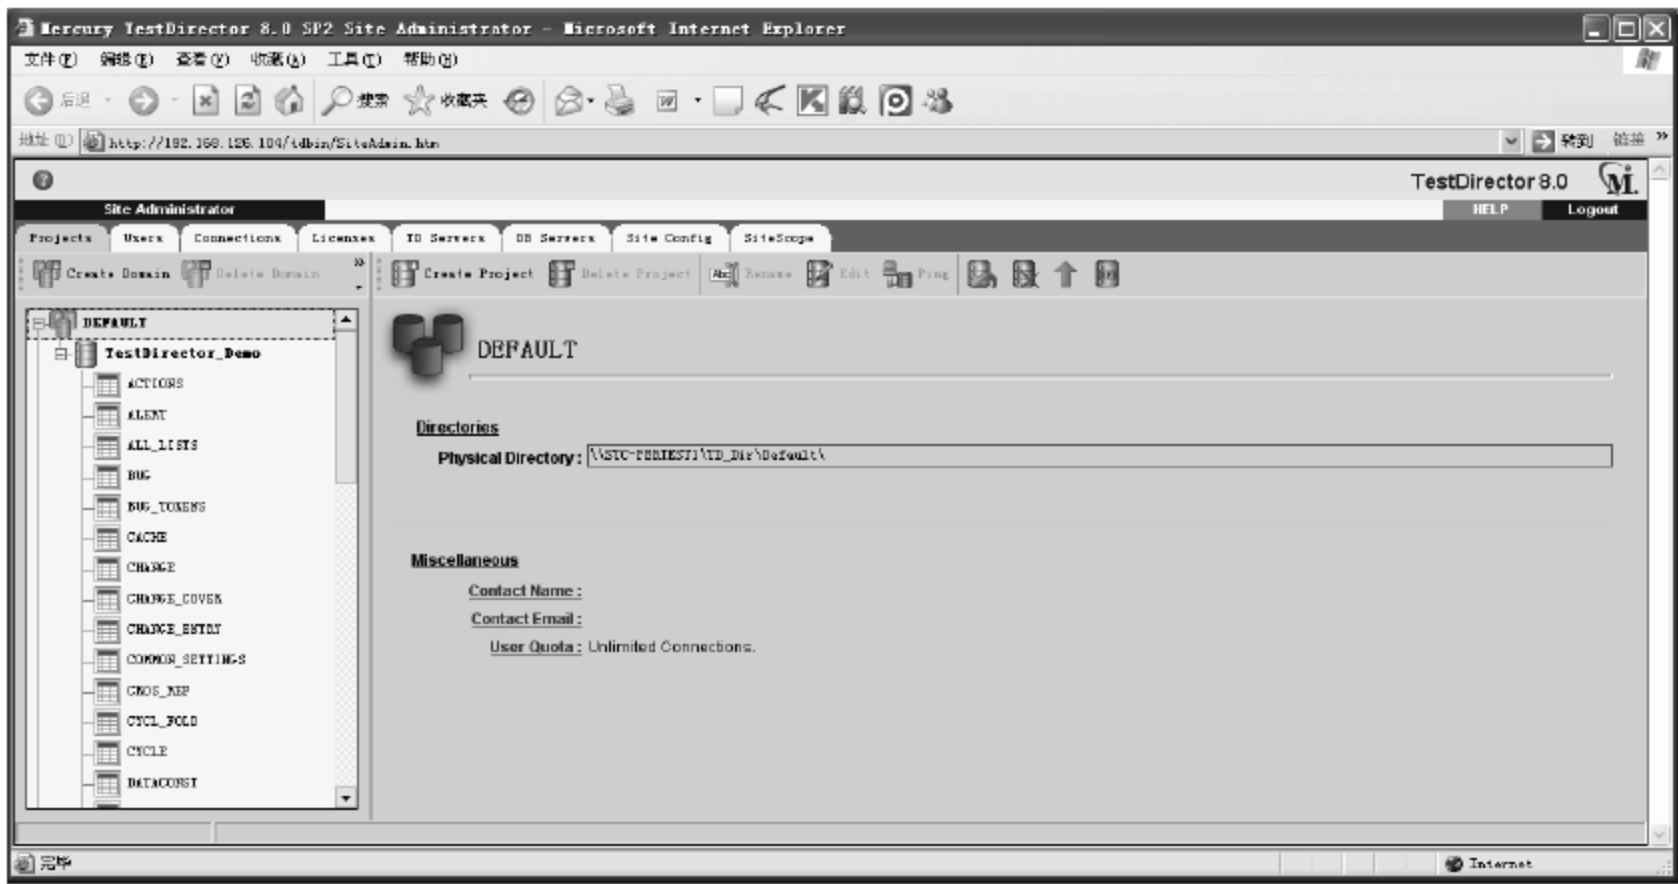 Mercury TestDirector 8.0 SP2 Site Administrator - Microsoft Internet Explorer
文件(F) 编辑(E) 查看(V) 收藏(A) 工具(T) 帮助(H)
后退 搜索 收藏夹
地址(D) http://192.168.126.104/tdbin/SiteAdmin.htm 转到 链接 »
TestDirector 8.0
Site Administrator HELP Logout
Projects Users Connections Licenses TD Servers DB Servers Site Config SiteScope
Create Domain Delete Domain » Create Project Delete Project Rename Edit Ping
DEFAULT
TestDirector_Demo
ACTIONS
ALERT
ALL_LISTS
BUG
BUG_TOKENS
CACHE
CHANGE
CHANGE_COVER
CHANGE_ENTRY
COMMON_SETTINGS
CROS_REF
CYCL_FOLD
CYCLE
DATACONST
DEFAULT
Directories
Physical Directory : \\STC-PERTEST1\TD_Dir\Default\
Miscellaneous
Contact Name :
Contact Email :
User Quota : Unlimited Connections.
完毕 Internet